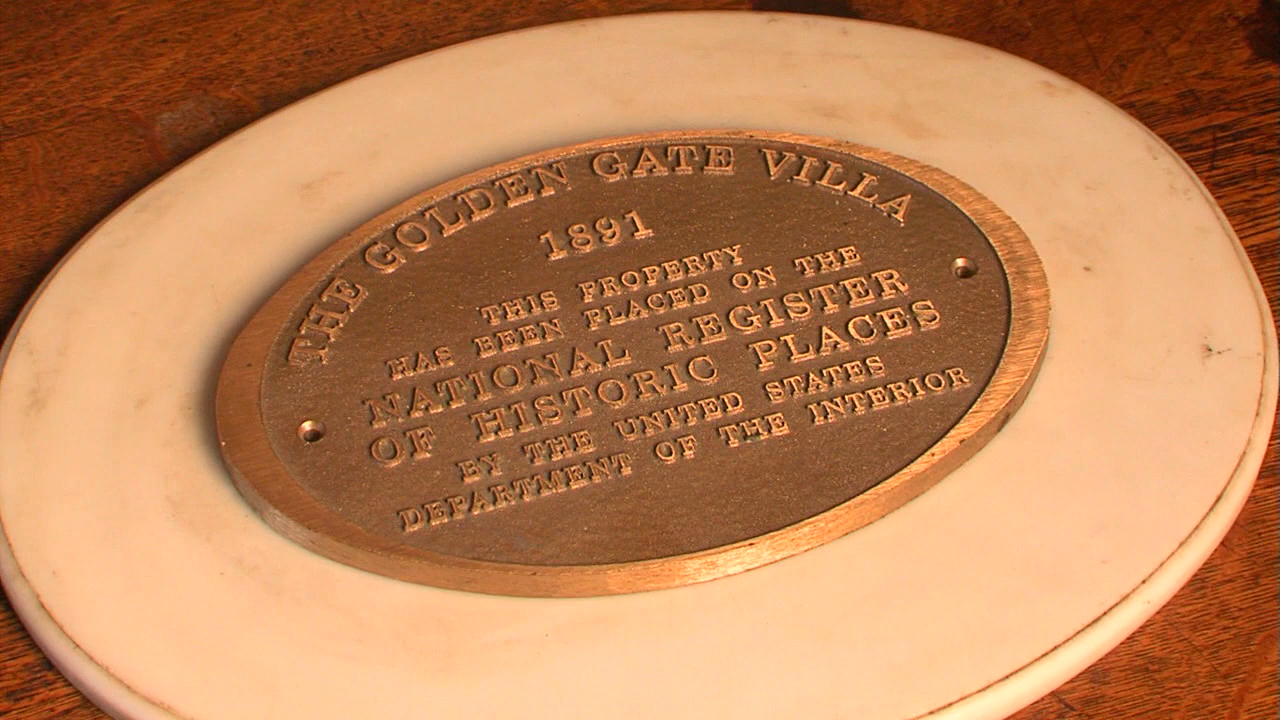 THE GOLDEN GATE VILLA
1891
THIS PROPERTY
HAS BEEN PLACED ON THE
NATIONAL REGISTER
OF HISTORIC PLACES
BY THE UNITED STATES
DEPARTMENT OF THE INTERIOR